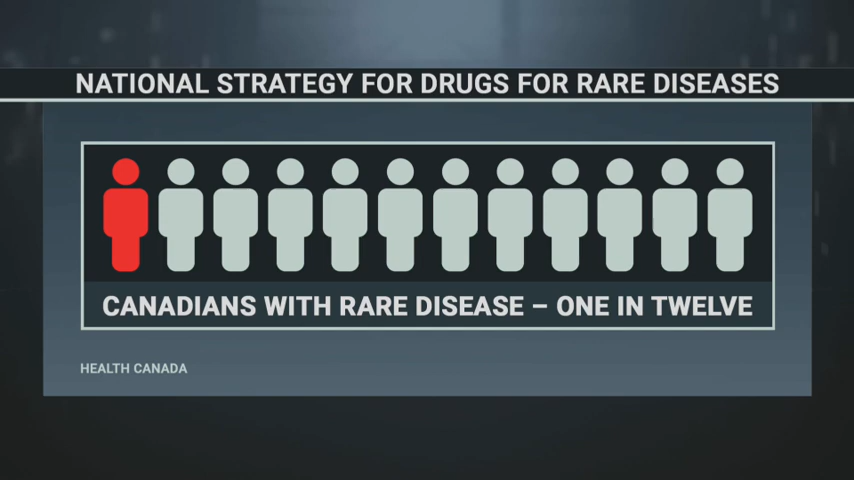 NATIONAL STRATEGY FOR DRUGS FOR RARE DISEASES
CANADIANS WITH RARE DISEASE – ONE IN TWELVE
HEALTH CANADA